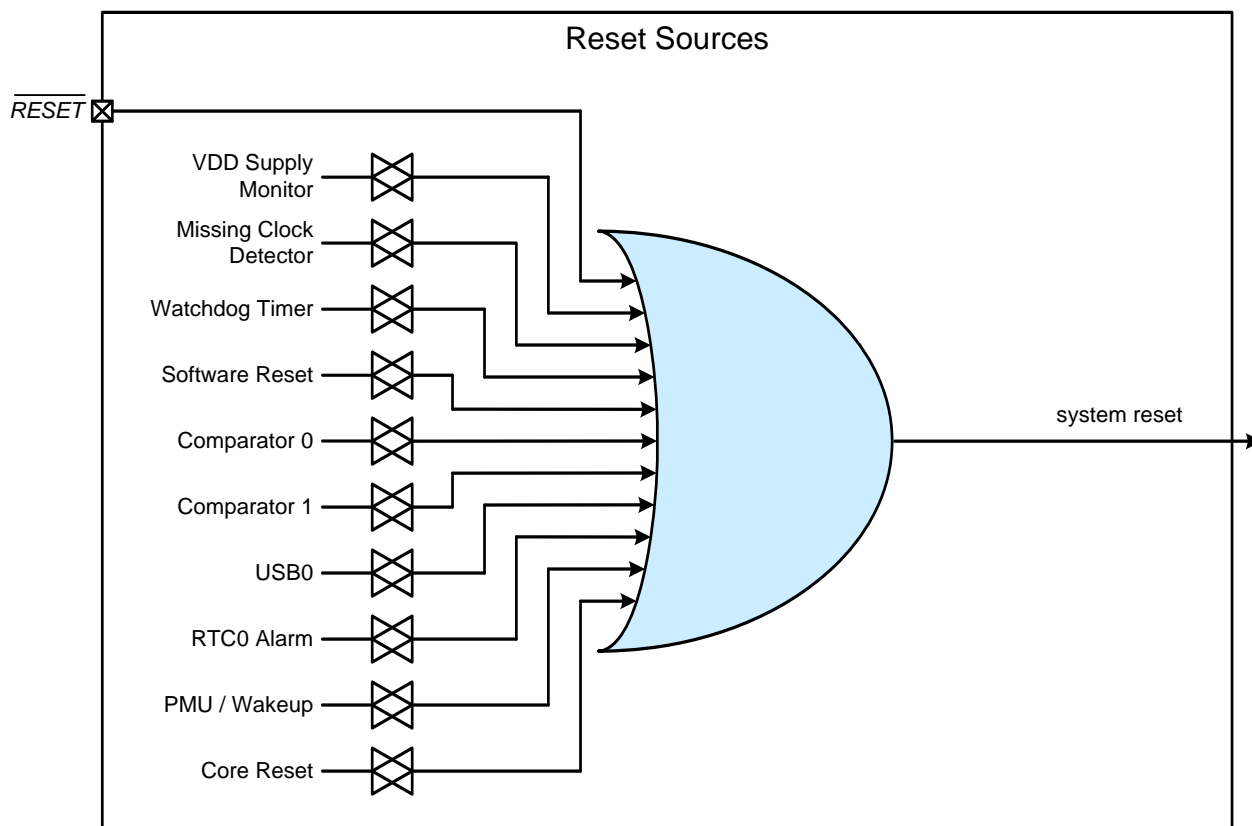 Reset Sources
RESET
VDD Supply
Monitor
Missing Clock
Detector
Watchdog Timer
Software Reset
Comparator 0
system reset
Comparator 1
USB0
RTC0 Alarm
PMU / Wakeup
Core Reset